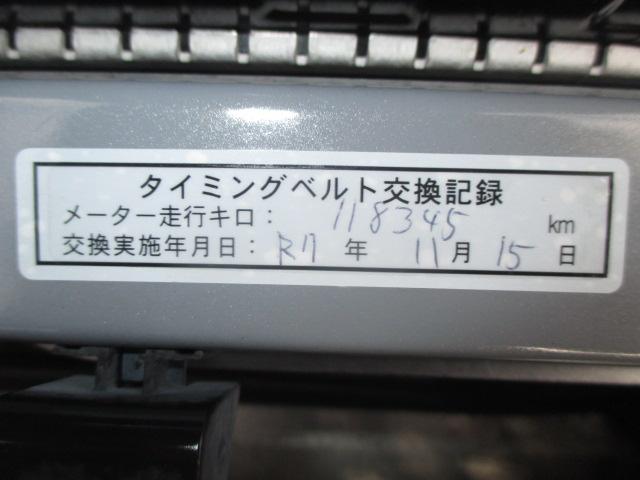 タイミングベルト交換記録
メーター走行キロ： 118345 km
交換実施年月日： R7 年 11 月 15 日